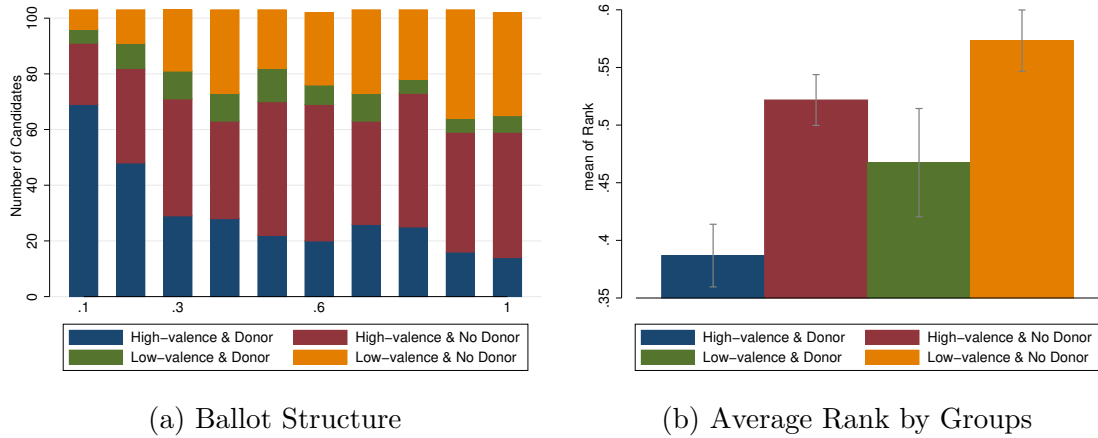 Number of Candidates
0 20 40 60 80 100
.1 .3 .6 1
High-valence & Donor High-valence & No Donor
Low-valence & Donor Low-valence & No Donor
(a) Ballot Structure
mean of Rank
.35 .4 .45 .5 .55 .6
High-valence & Donor High-valence & No Donor
Low-valence & Donor Low-valence & No Donor
(b) Average Rank by Groups